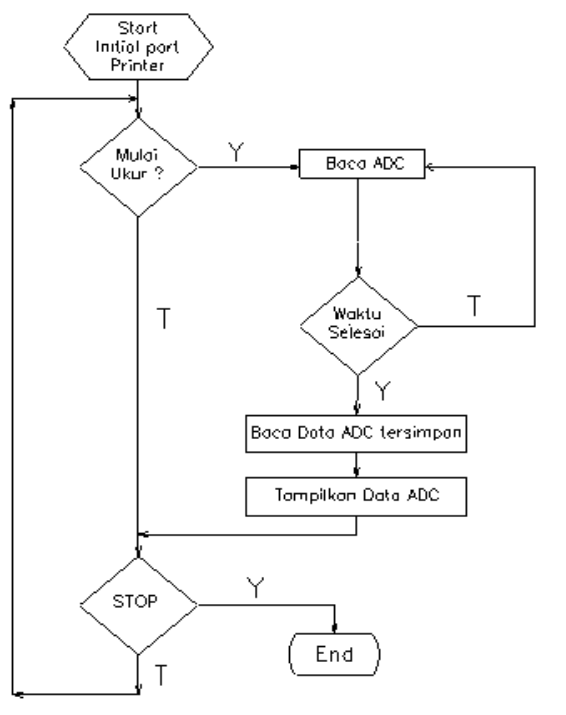 Start
Initial port
Printer
Mulai
Ukur ?
Y
Baca ADC
T
Waktu
Selesai
T
Y
Baca Data ADC tersimpan
Tampilkan Data ADC
STOP
Y
End
T